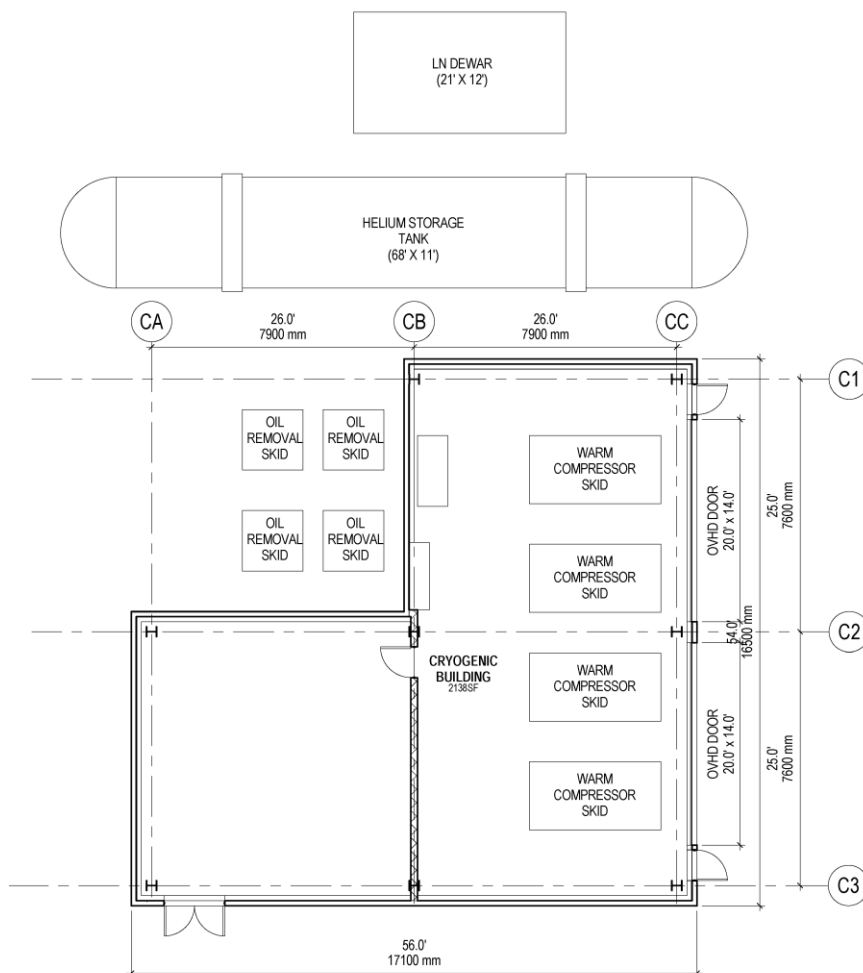 LN DEWAR
(21' X 12')
HELIUM STORAGE
TANK
(68' X 11')
CA
26.0'
7900 mm
CB
26.0'
7900 mm
CC
C1
OIL
REMOVAL
SKID
OIL
REMOVAL
SKID
WARM
COMPRESSOR
SKID
OVHD DOOR
20.0' x 14.0'
25.0'
7600 mm
OIL
REMOVAL
SKID
OIL
REMOVAL
SKID
WARM
COMPRESSOR
SKID
54.0'
16500 mm
C2
CRYOGENIC
BUILDING
2138SF
WARM
COMPRESSOR
SKID
OVHD DOOR
20.0' x 14.0'
25.0'
7600 mm
WARM
COMPRESSOR
SKID
C3
56.0'
17100 mm